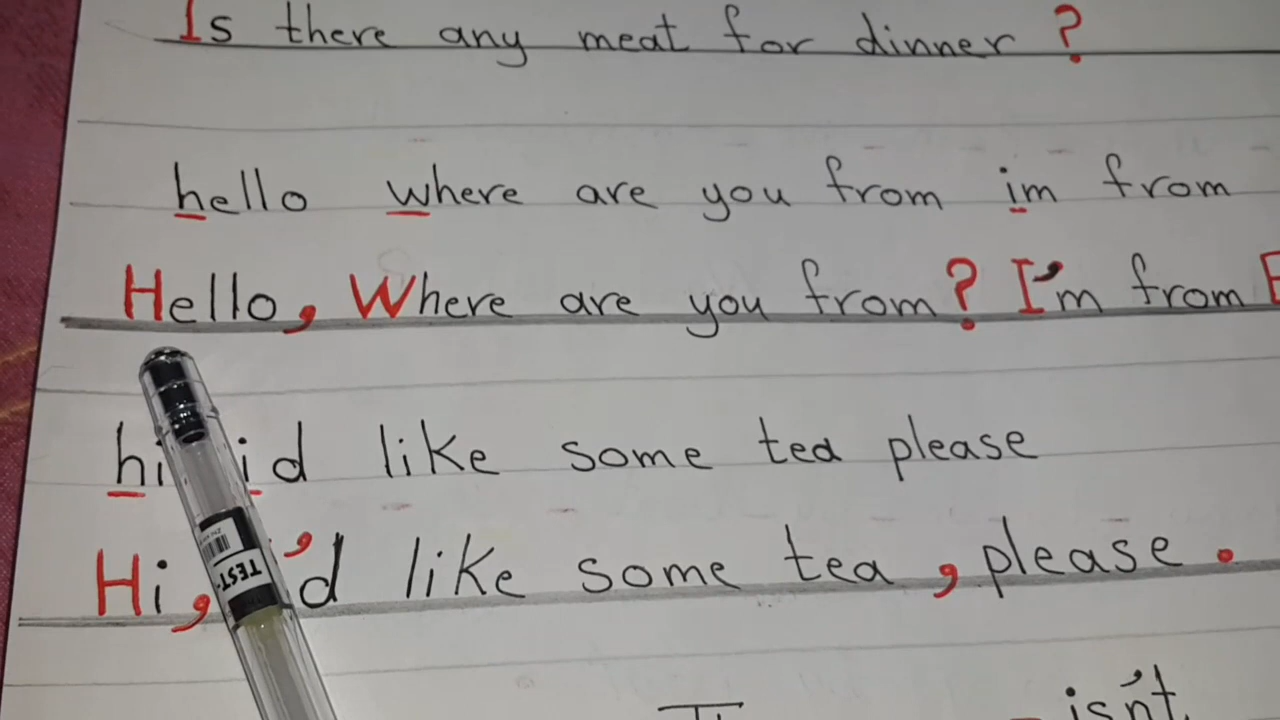 Is there any meat for dinner ?
hello where are you from im from
Hello, Where are you from? I'm from
hi id like some tea please
Hi, 'd like some tea , please .
TEST
isn't